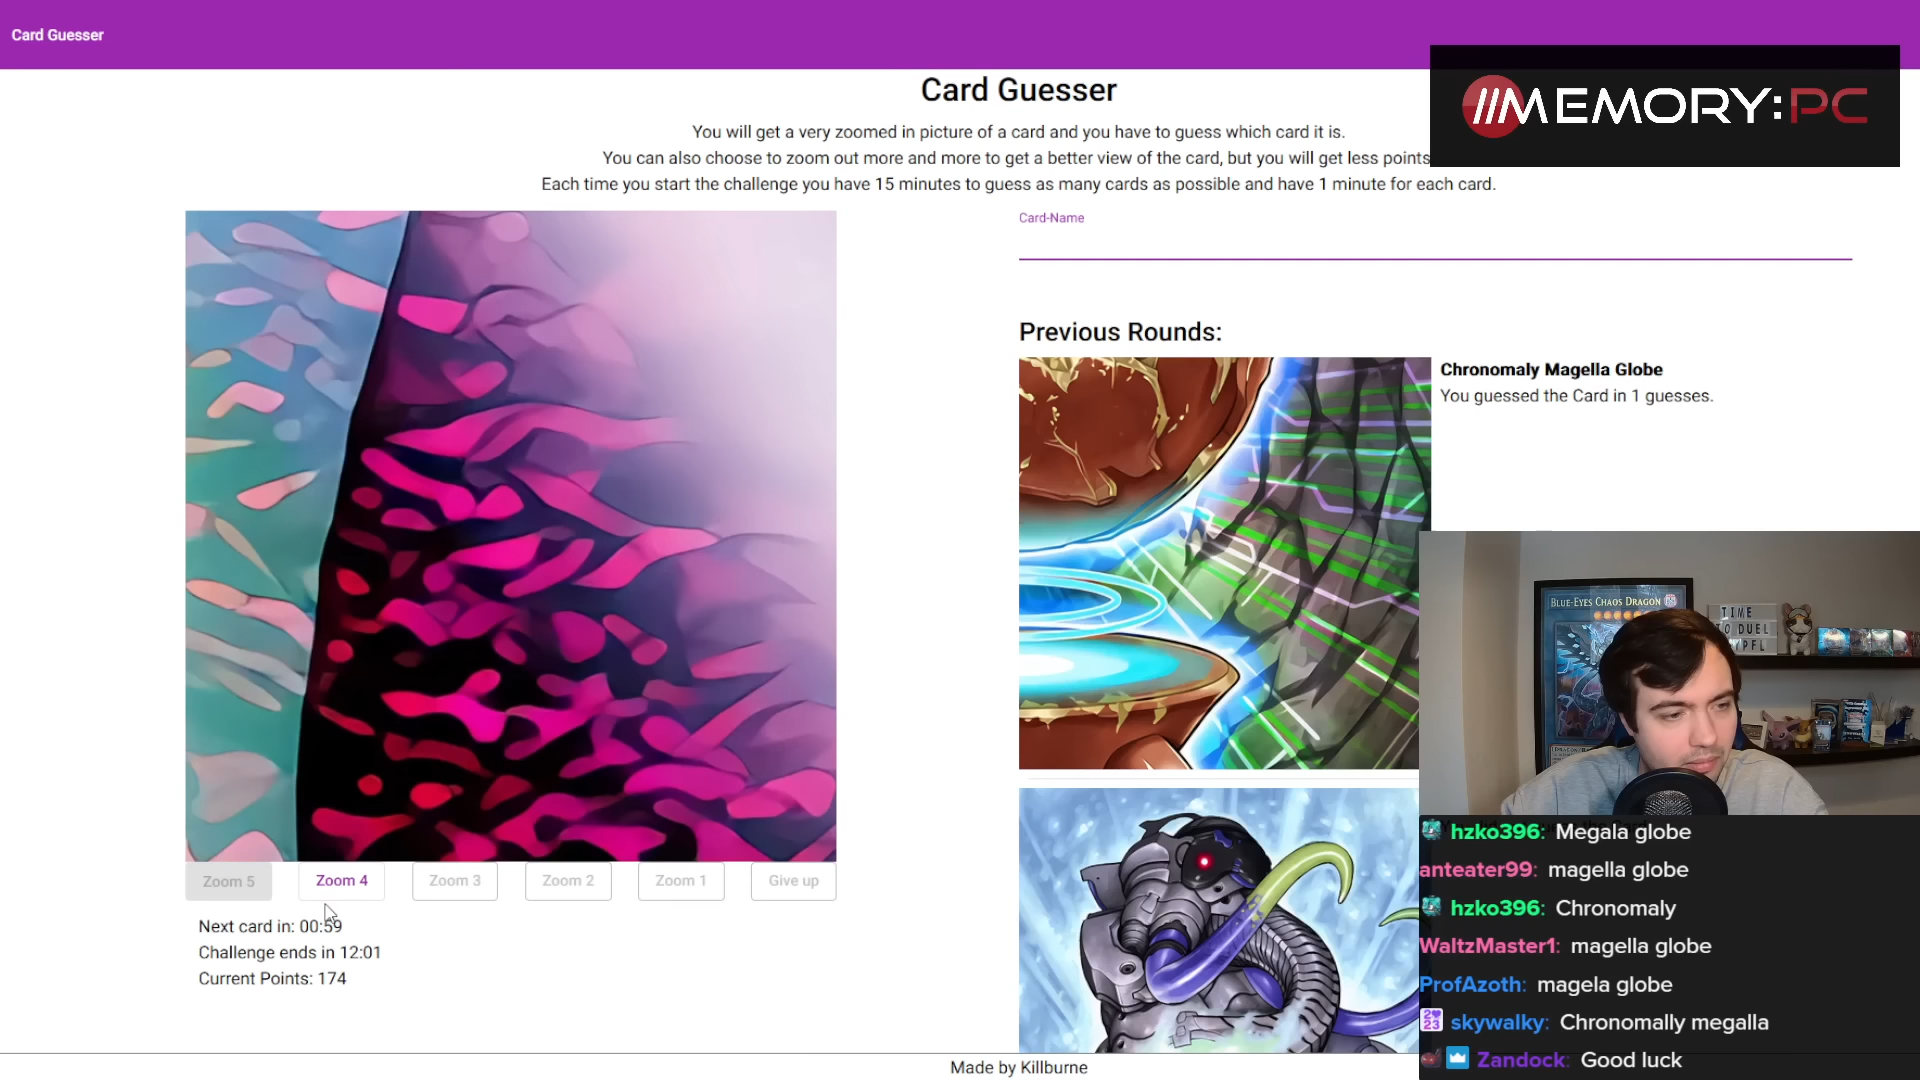 Card Guesser
//MEMORY:PC
Card Guesser
You will get a very zoomed in picture of a card and you have to guess which card it is.
You can also choose to zoom out more and more to get a better view of the card, but you will get less points
Each time you start the challenge you have 15 minutes to guess as many cards as possible and have 1 minute for each card.
Card-Name
Previous Rounds:
Chronomaly Magella Globe
You guessed the Card in 1 guesses.
BLUE-EYES CHAOS DRAGON
TIME
TO DUEL
Zoom 5
Zoom 4
Zoom 3
Zoom 2
Zoom 1
Give up
Next card in: 00:59
Challenge ends in 12:01
Current Points: 174
hzko396: Megala globe
anteater99: magella globe
hzko396: Chronomaly
WaltzMaster1: magella globe
ProfAzoth: magela globe
skywalky: Chronomally megalla
Zandock: Good luck
Made by Killburne